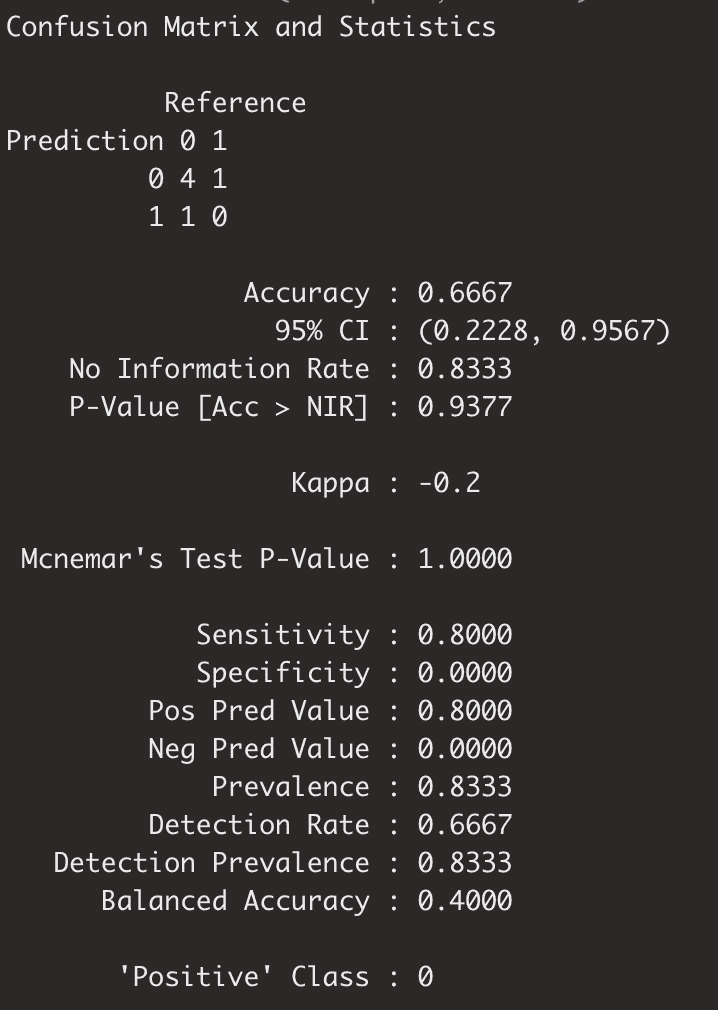 Confusion Matrix and Statistics
Reference
Prediction 0 1
0 4 1
1 1 0
Accuracy : 0.6667
95% CI : (0.2228, 0.9567)
No Information Rate : 0.8333
P-Value [Acc > NIR] : 0.9377
Kappa : -0.2
Mcnemar's Test P-Value : 1.0000
Sensitivity : 0.8000
Specificity : 0.0000
Pos Pred Value : 0.8000
Neg Pred Value : 0.0000
Prevalence : 0.8333
Detection Rate : 0.6667
Detection Prevalence : 0.8333
Balanced Accuracy : 0.4000
'Positive' Class : 0